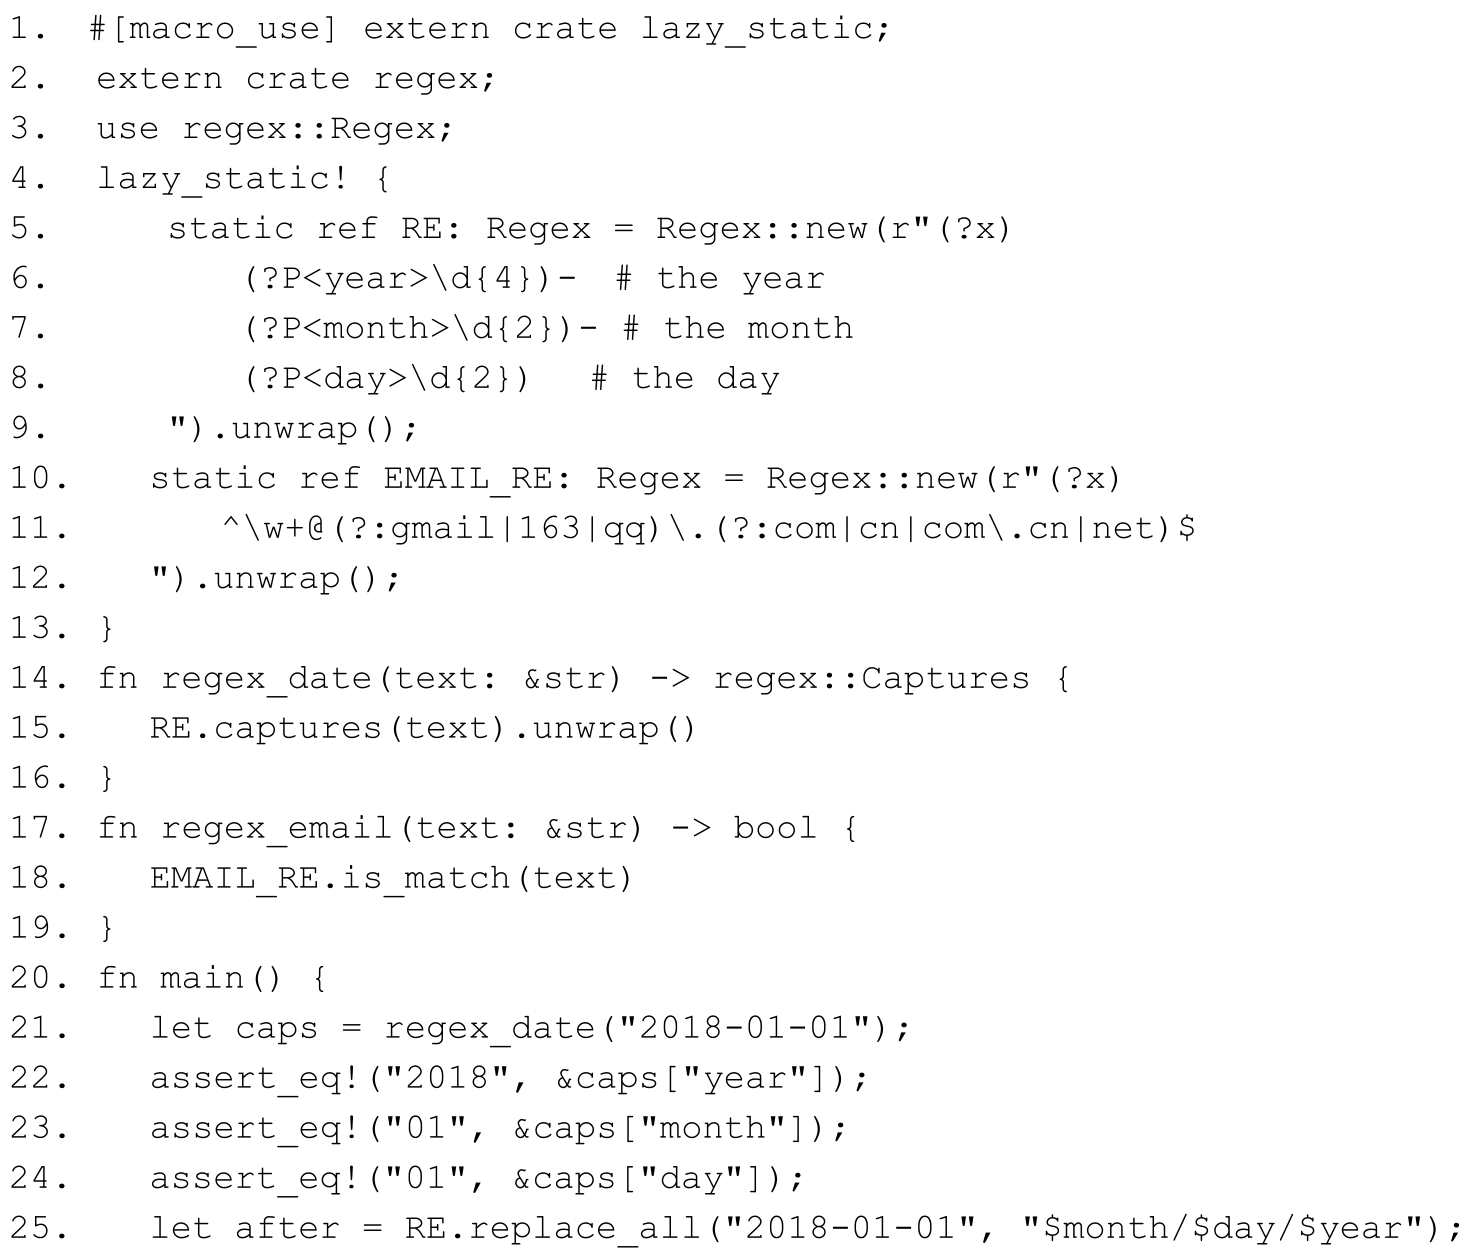 1.  #[macro_use] extern crate lazy_static;
2.  extern crate regex;
3.  use regex::Regex;
4.  lazy_static! {
5.      static ref RE: Regex = Regex::new(r"(?x)
6.          (?P<year>\d{4})-  # the year
7.          (?P<month>\d{2})- # the month
8.          (?P<day>\d{2})   # the day
9.      ").unwrap();
10.    static ref EMAIL_RE: Regex = Regex::new(r"(?x)
11.        ^\w+@(?:gmail|163|qq)\.(?:com|cn|com\.cn|net)$
12.    ").unwrap();
13. }
14. fn regex_date(text: &str) -> regex::Captures {
15.    RE.captures(text).unwrap()
16. }
17. fn regex_email(text: &str) -> bool {
18.    EMAIL_RE.is_match(text)
19. }
20. fn main() {
21.    let caps = regex_date("2018-01-01");
22.    assert_eq!("2018", &caps["year"]);
23.    assert_eq!("01", &caps["month"]);
24.    assert_eq!("01", &caps["day"]);
25.    let after = RE.replace_all("2018-01-01", "$month/$day/$year");